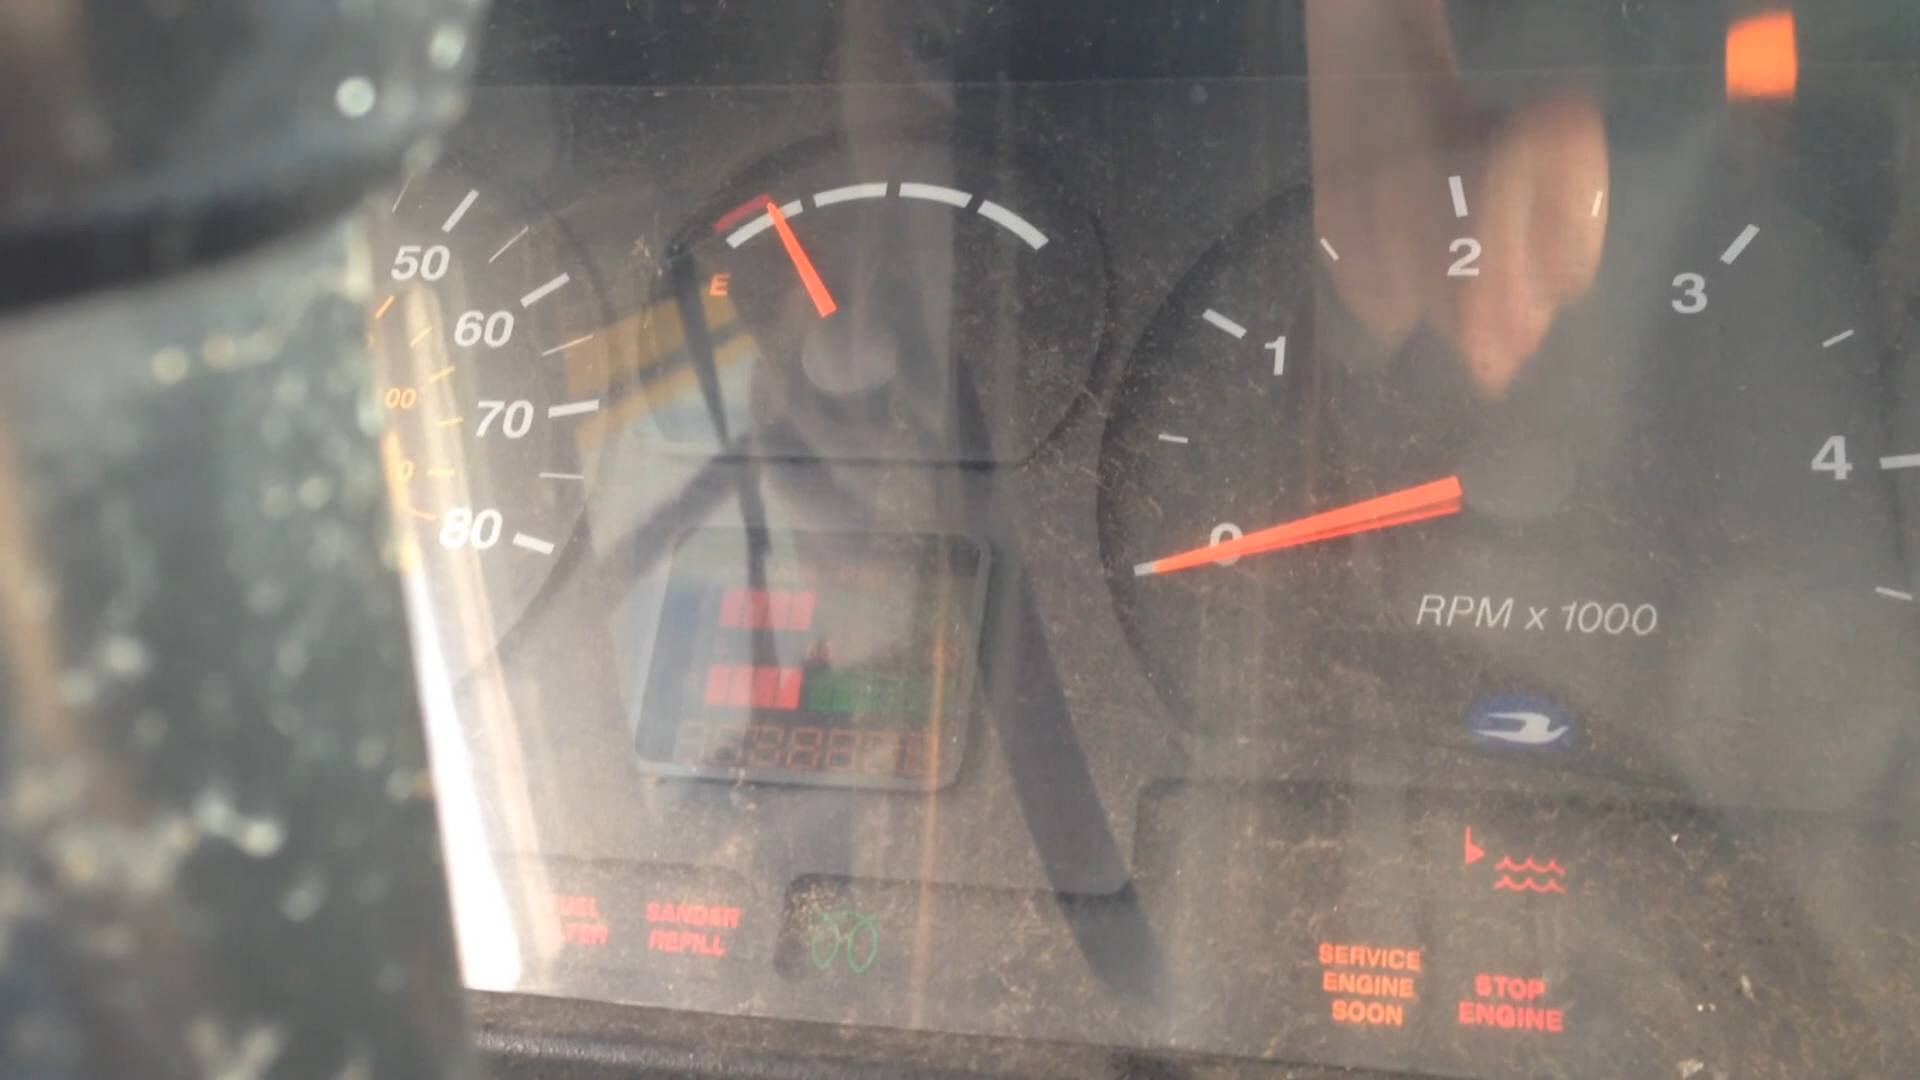 50
60
70
80
E
0
1
2
3
4
RPM x 1000
SANDER
REFILL
SERVICE
ENGINE
SOON
STOP
ENGINE